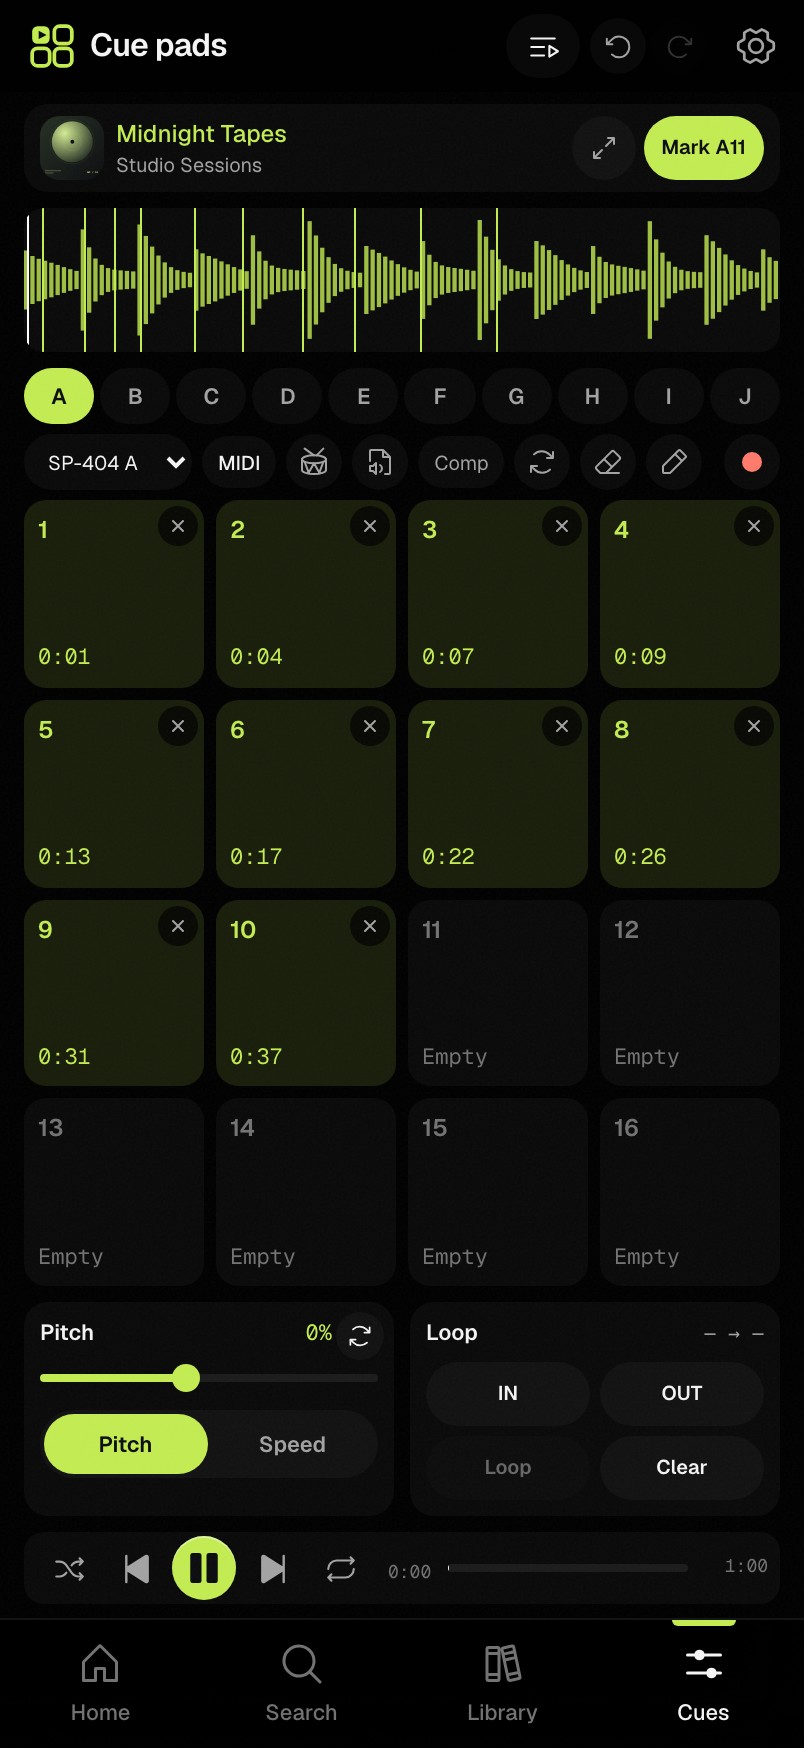 Cue pads
Midnight Tapes
Studio Sessions
Mark A11
A B C D E F G H I J
SP-404 A MIDI Comp
1 2 3 4
0:01 0:04 0:07 0:09
5 6 7 8
0:13 0:17 0:22 0:26
9 10 11 12
0:31 0:37 Empty Empty
13 14 15 16
Empty Empty Empty Empty
Pitch 0%
Pitch Speed
Loop – → –
IN OUT
Loop Clear
0:00 1:00
Home Search Library Cues